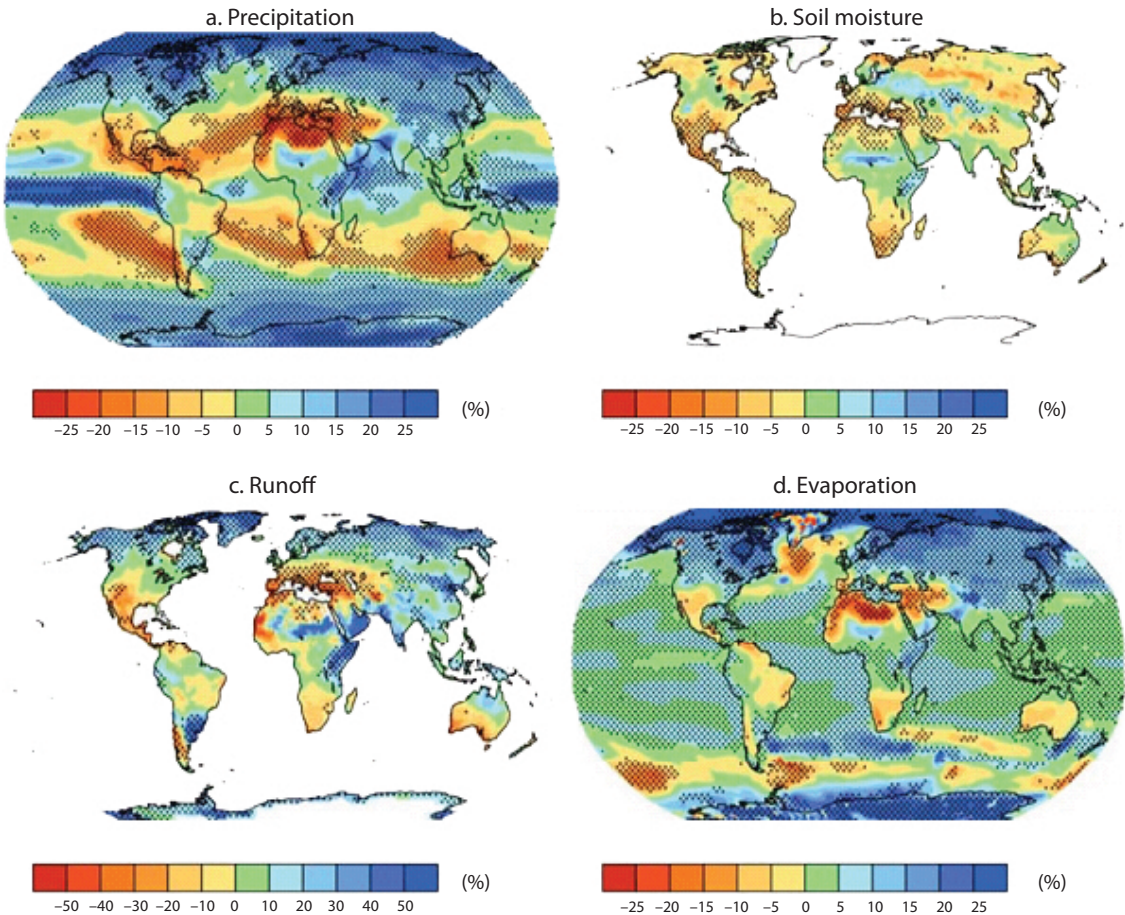 a. Precipitation
b. Soil moisture
–25 –20 –15 –10 –5 0 5 10 15 20 25 (%)
–25 –20 –15 –10 –5 0 5 10 15 20 25 (%)
c. Runoff
d. Evaporation
–50 –40 –30 –20 –10 0 10 20 30 40 50 (%)
–25 –20 –15 –10 –5 0 5 10 15 20 25 (%)